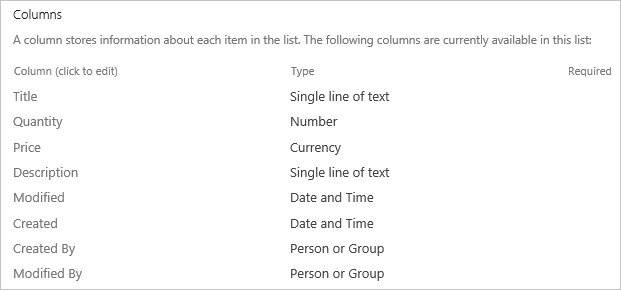 Columns
A column stores information about each item in the list. The following columns are currently available in this list:
Column (click to edit) Type Required
Title Single line of text
Quantity Number
Price Currency
Description Single line of text
Modified Date and Time
Created Date and Time
Created By Person or Group
Modified By Person or Group